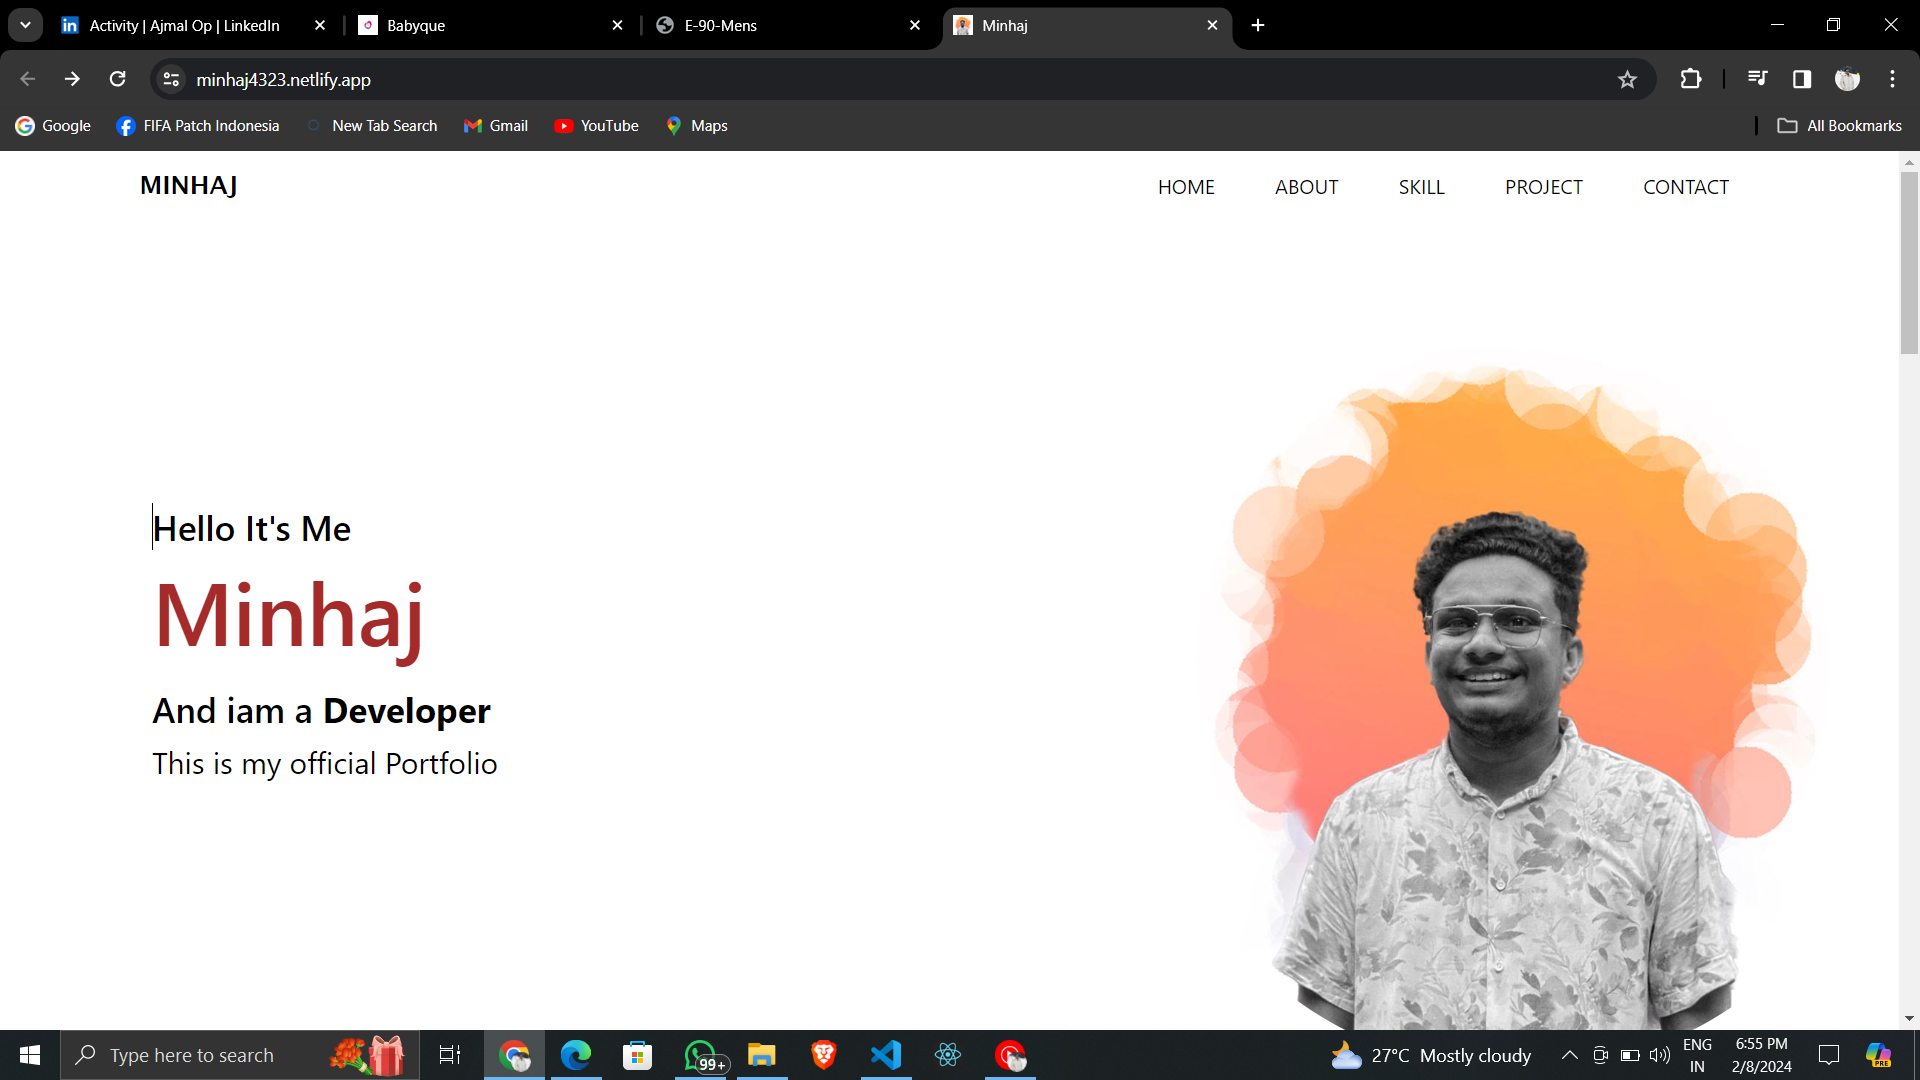 Activity | Ajmal Op | LinkedIn
Babyque
E-90-Mens
Minhaj
minhaj4323.netlify.app
Google
FIFA Patch Indonesia
New Tab Search
Gmail
YouTube
Maps
All Bookmarks
MINHAJ
HOME
ABOUT
SKILL
PROJECT
CONTACT
Hello It's Me
Minhaj
And iam a Developer
This is my official Portfolio
Type here to search
99+
27°C Mostly cloudy
ENG
IN
6:55 PM
2/8/2024
PRE